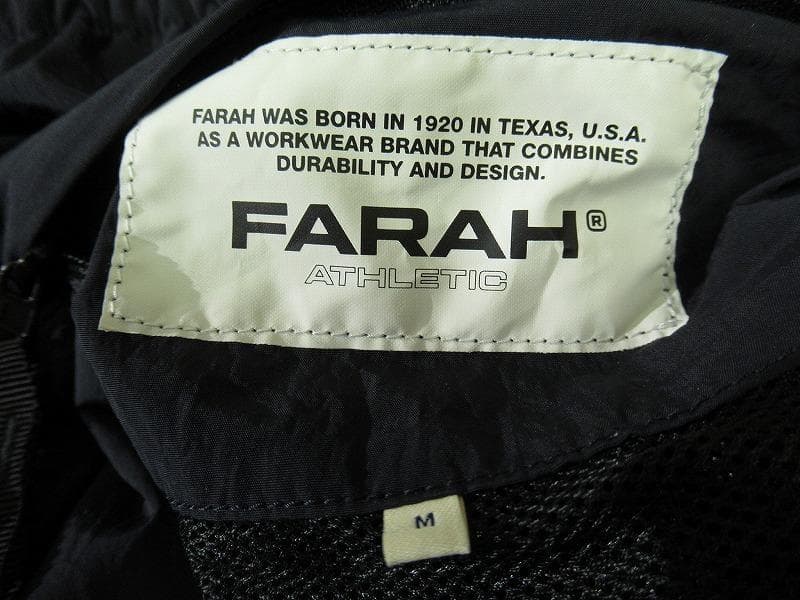 FARAH WAS BORN IN 1920 IN TEXAS, U.S.A.
AS A WORKWEAR BRAND THAT COMBINES
DURABILITY AND DESIGN.
FARAH®
ATHLETIC
M